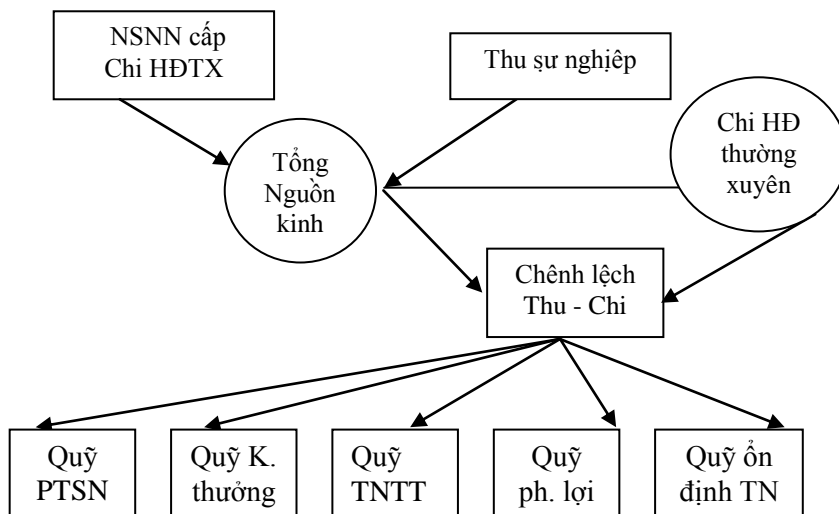 NSNN cấp
Chi HĐTX
Thu sự nghiệp
Chi HĐ
thường
xuyên
Tổng
Nguồn
kinh
Chênh lệch
Thu - Chi
Quỹ
PTSN
Quỹ K.
thưởng
Quỹ
TNTT
Quỹ
ph. lợi
Quỹ ổn
định TN